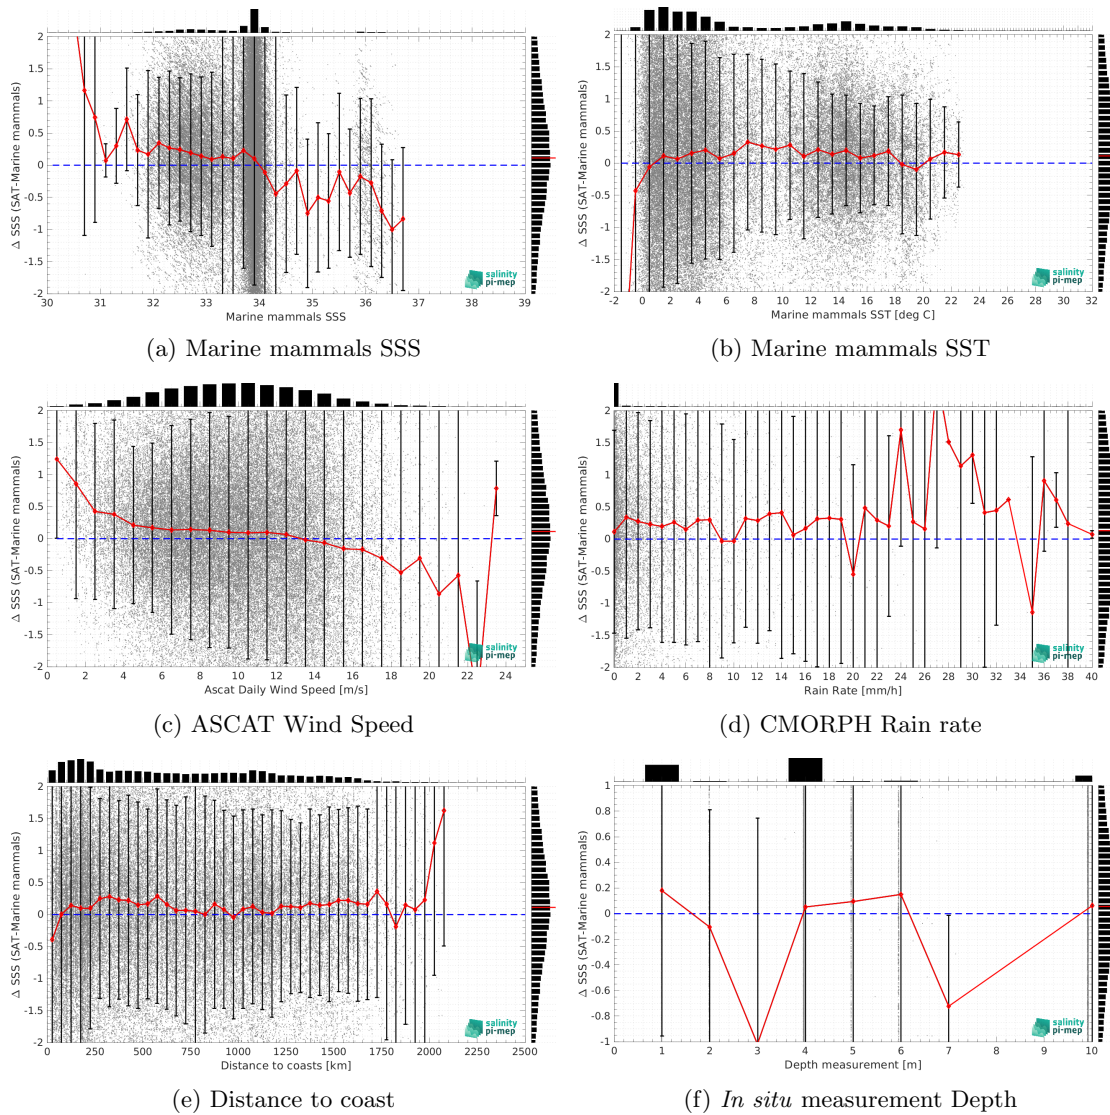 2
1.5
1
0.5
0
-0.5
-1
-1.5
-2
Δ SSS (SAT-Marine mammals)
30 31 32 33 34 35 36 37 38 39
Marine mammals SSS
salinity
pi-mep
(a) Marine mammals SSS
2
1.5
1
0.5
0
-0.5
-1
-1.5
-2
Δ SSS (SAT-Marine mammals)
-2 0 2 4 6 8 10 12 14 16 18 20 22 24 26 28 30 32
Marine mammals SST [deg C]
salinity
pi-mep
(b) Marine mammals SST
2
1.5
1
0.5
0
-0.5
-1
-1.5
-2
Δ SSS (SAT-Marine mammals)
0 2 4 6 8 10 12 14 16 18 20 22 24
Ascat Daily Wind Speed [m/s]
salinity
pi-mep
(c) ASCAT Wind Speed
2
1.5
1
0.5
0
-0.5
-1
-1.5
-2
Δ SSS (SAT-Marine mammals)
0 2 4 6 8 10 12 14 16 18 20 22 24 26 28 30 32 34 36 38 40
Rain Rate [mm/h]
salinity
pi-mep
(d) CMORPH Rain rate
2
1.5
1
0.5
0
-0.5
-1
-1.5
-2
Δ SSS (SAT-Marine mammals)
0 250 500 750 1000 1250 1500 1750 2000 2250 2500
Distance to coasts [km]
salinity
pi-mep
(e) Distance to coast
1
0.8
0.6
0.4
0.2
0
-0.2
-0.4
-0.6
-0.8
-1
Δ SSS (SAT-Marine mammals)
0 1 2 3 4 5 6 7 8 9 10
Depth measurement [m]
salinity
pi-mep
(f) In situ measurement Depth